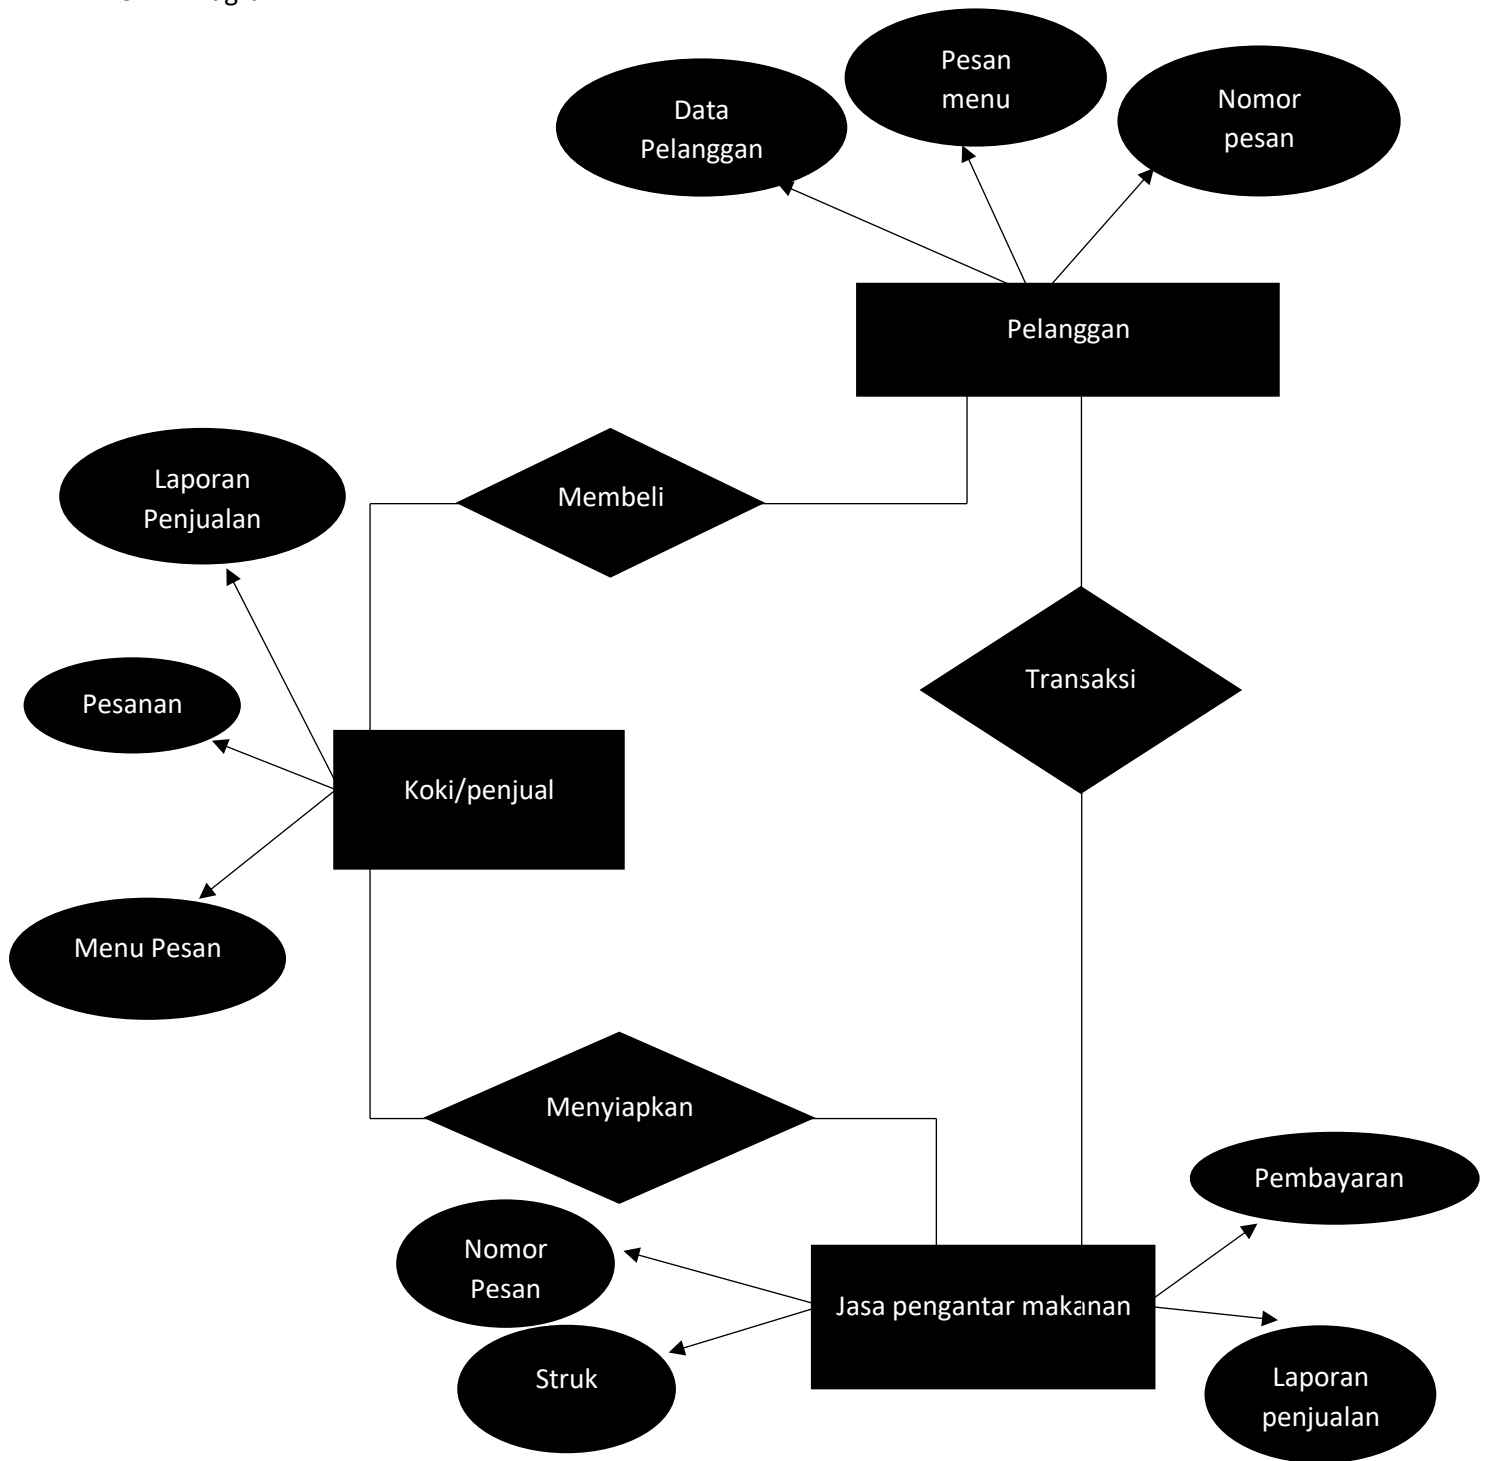 Data
Pelanggan
Pesan
menu
Nomor
pesan
Pelanggan
Laporan
Penjualan
Membeli
Transaksi
Pesanan
Koki/penjual
Menu Pesan
Menyiapkan
Nomor
Pesan
Struk
Jasa pengantar makanan
Pembayaran
Laporan
penjualan